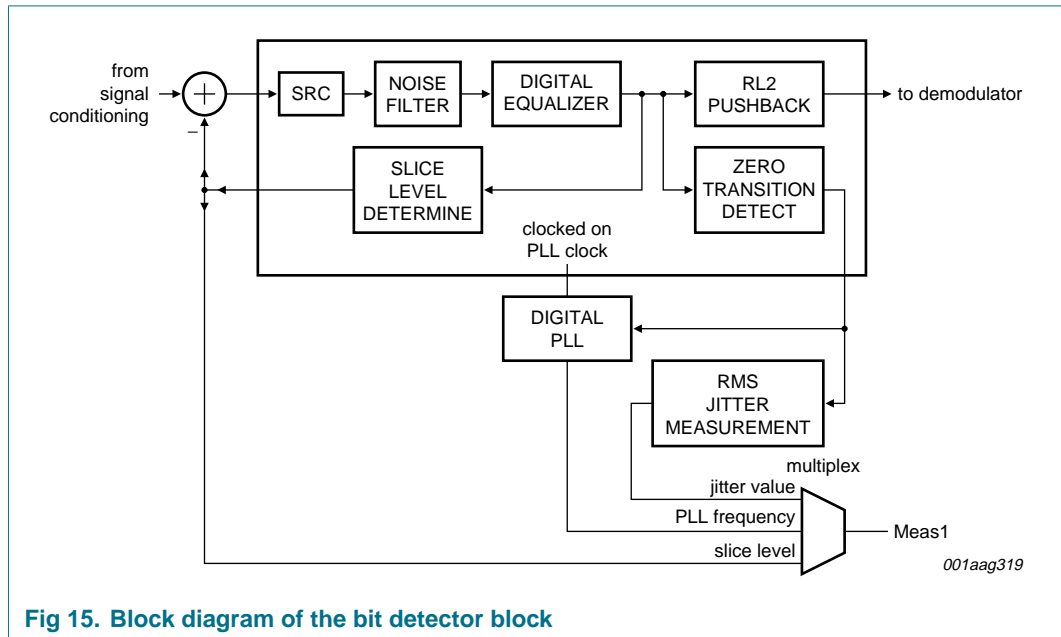 from
signal
conditioning
+
−
SRC
NOISE
FILTER
DIGITAL
EQUALIZER
RL2
PUSHBACK
to demodulator
SLICE
LEVEL
DETERMINE
ZERO
TRANSITION
DETECT
clocked on
PLL clock
DIGITAL
PLL
RMS
JITTER
MEASUREMENT
multiplex
jitter value
PLL frequency
slice level
Meas1
001aag319
Fig 15. Block diagram of the bit detector block